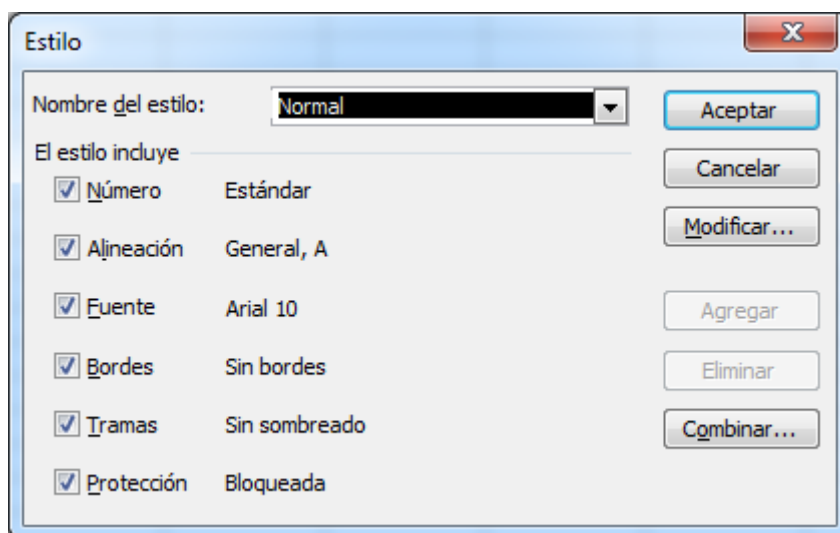 Estilo
Nombre del estilo: Normal Aceptar
El estilo incluye Cancelar
Número Estándar
Modificar...
Alineación General, A
Fuente Arial 10 Agregar
Bordes Sin bordes Eliminar
Tramas Sin sombreado Combinar...
Protección Bloqueada